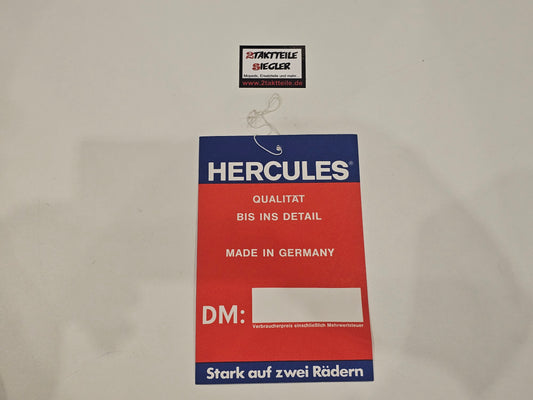 2TAKTTEILE
SIEGLER
Mopeds, Ersatzteile und mehr...
www.2taktteile.de
HERCULES®
QUALITÄT
BIS INS DETAIL
MADE IN GERMANY
DM:
Verbraucherpreis einschließlich Mehrwertsteuer
Stark auf zwei Rädern